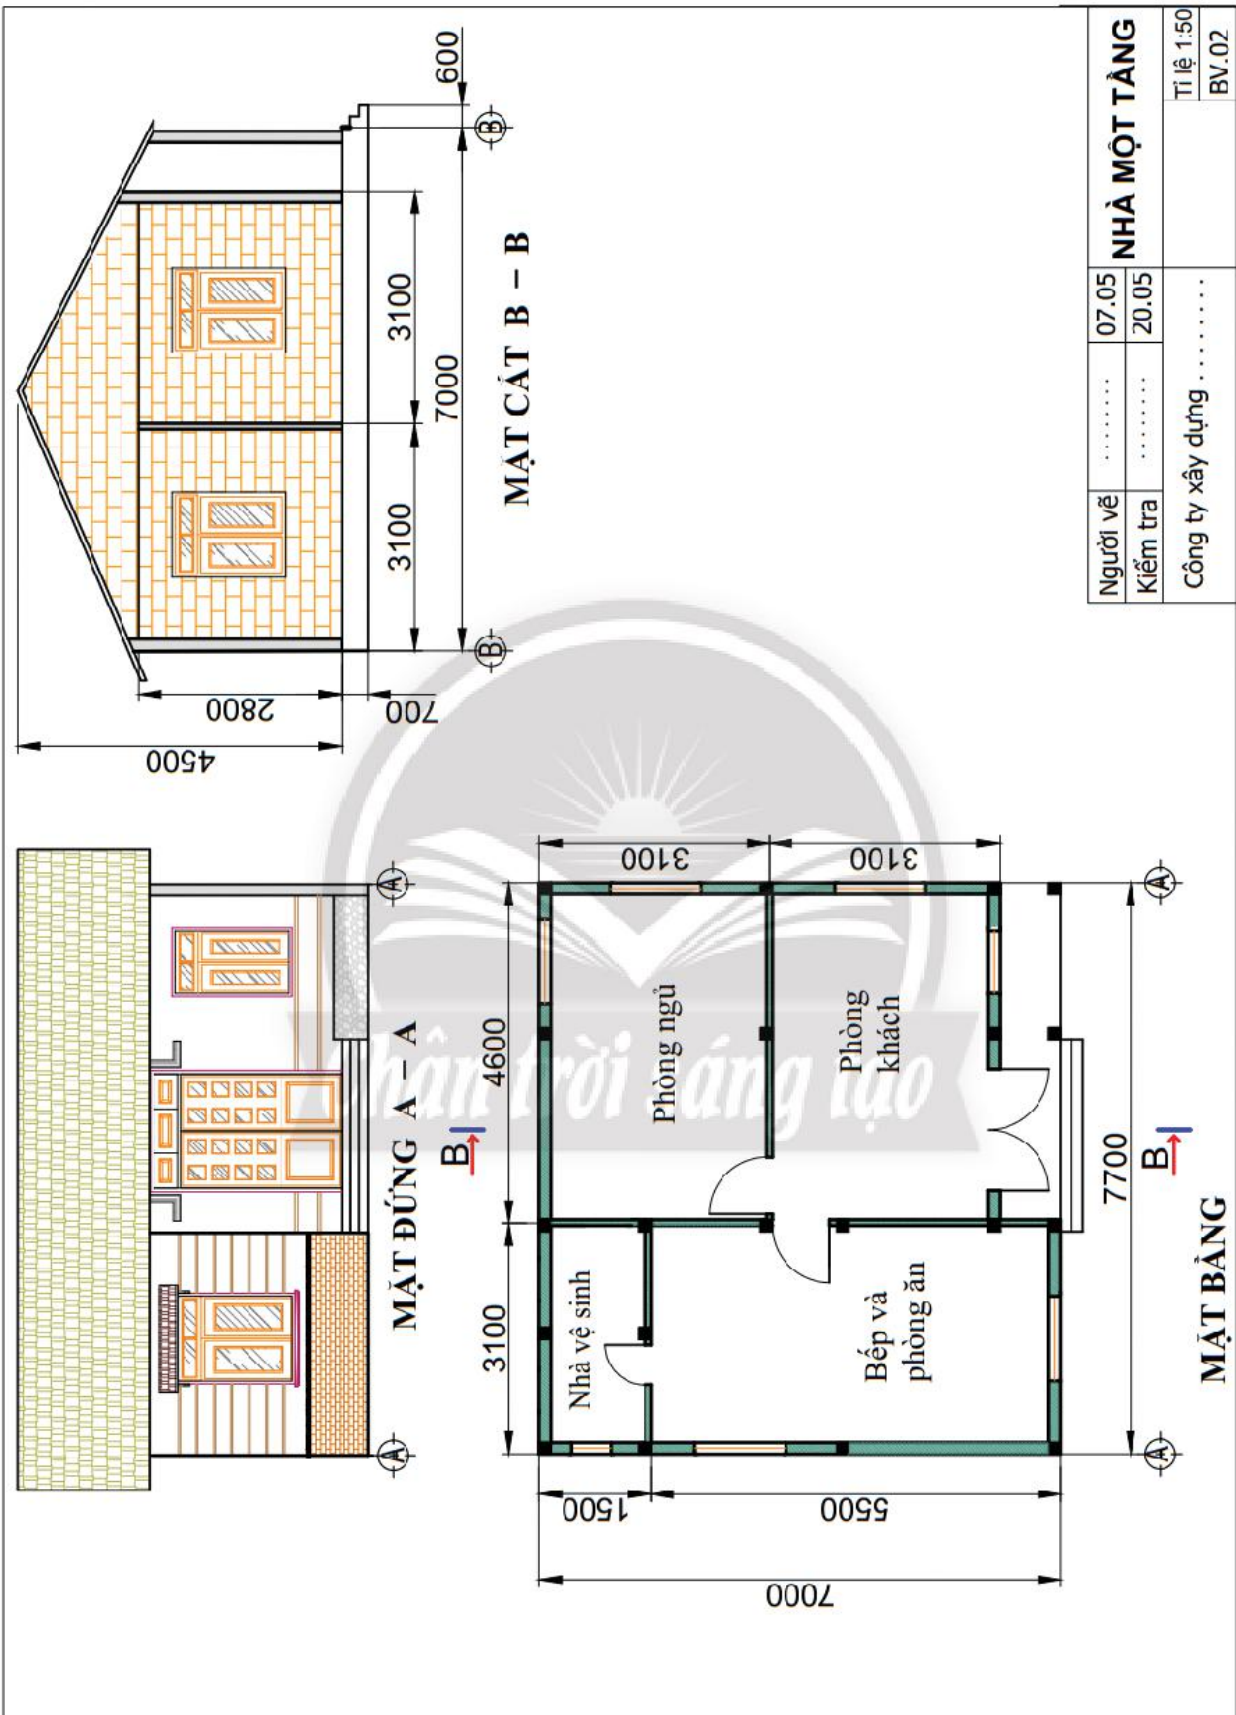 4500
2800
700
3100
3100
7000
600
B
B
MẶT CẮT B – B
A
A
MẶT ĐỨNG A – A
B
4600
3100
3100
3100
1500
5500
7000
Phòng ngủ
Phòng
khách
Nhà vệ sinh
Bếp và
phòng ăn
7700
A
A
B
MẶT BẰNG
Chân trời sáng tạo
Người vẽ ........ 07.05
Kiểm tra ......... 20.05
NHÀ MỘT TẦNG
Công ty xây dựng ........
Tỉ lệ 1:50
BV.02